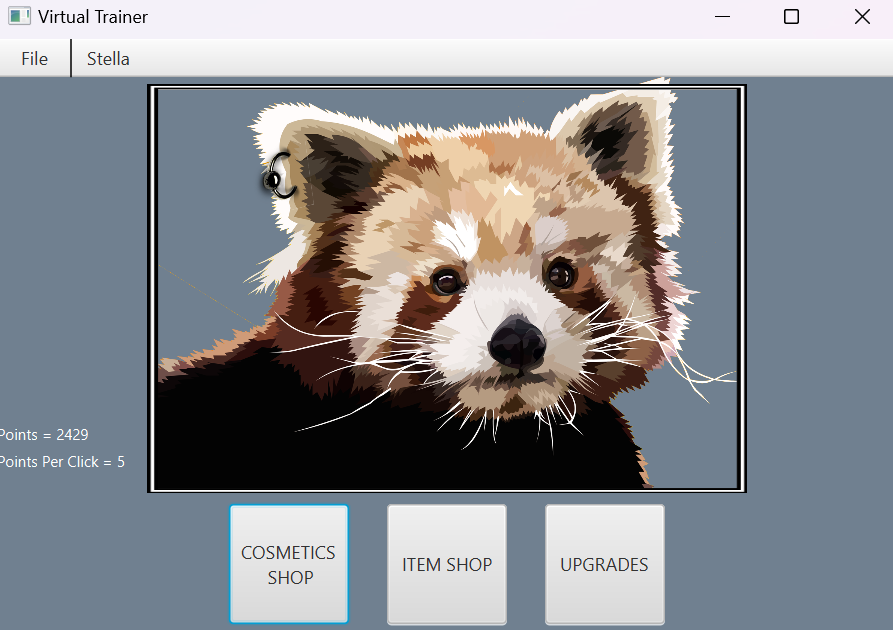 Virtual Trainer
File Stella
Points = 2429
Points Per Click = 5
COSMETICS
SHOP
ITEM SHOP
UPGRADES